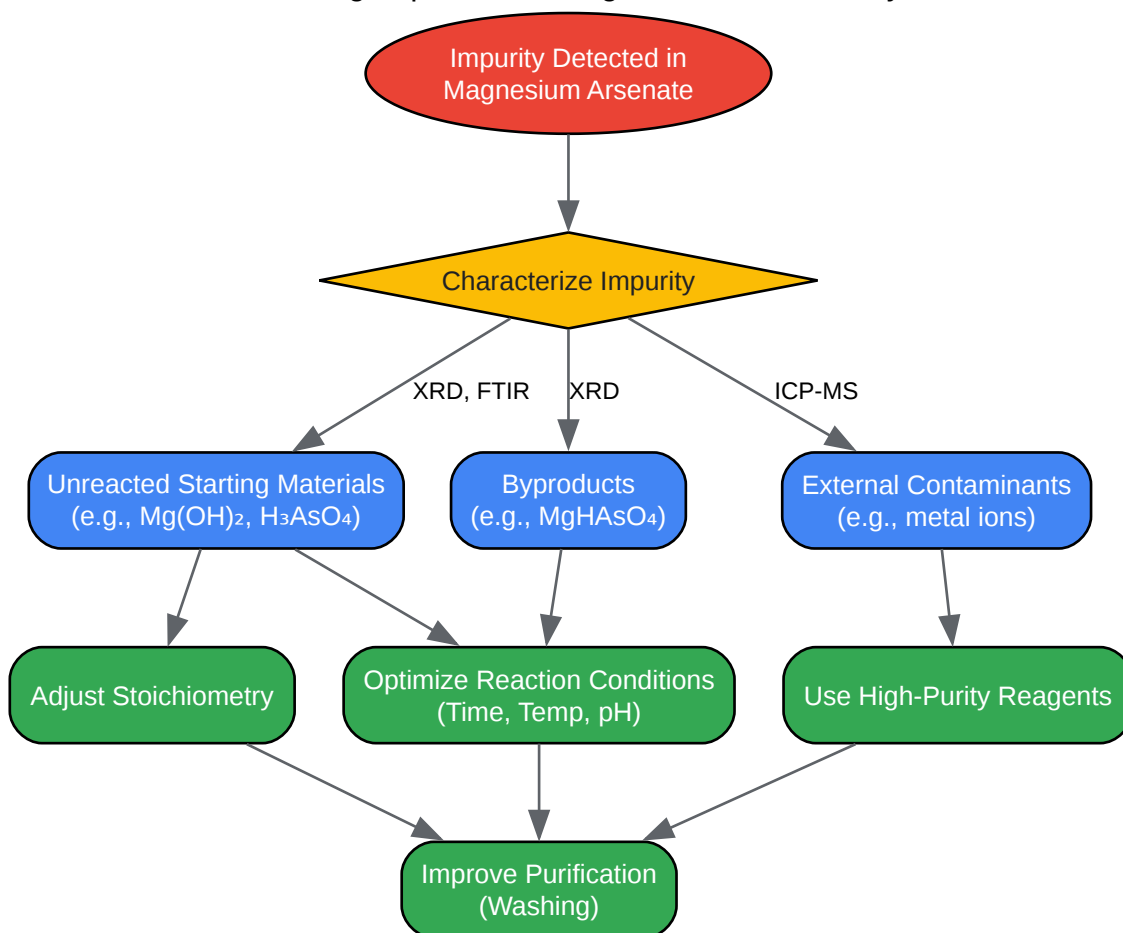 Impurity Detected in
Magnesium Arsenate
Characterize Impurity
XRD, FTIR
XRD
ICP-MS
Unreacted Starting Materials
(e.g., Mg(OH)₂, H₃AsO₄)
Byproducts
(e.g., MgHAsO₄)
External Contaminants
(e.g., metal ions)
Adjust Stoichiometry
Optimize Reaction Conditions
(Time, Temp, pH)
Use High-Purity Reagents
Improve Purification
(Washing)